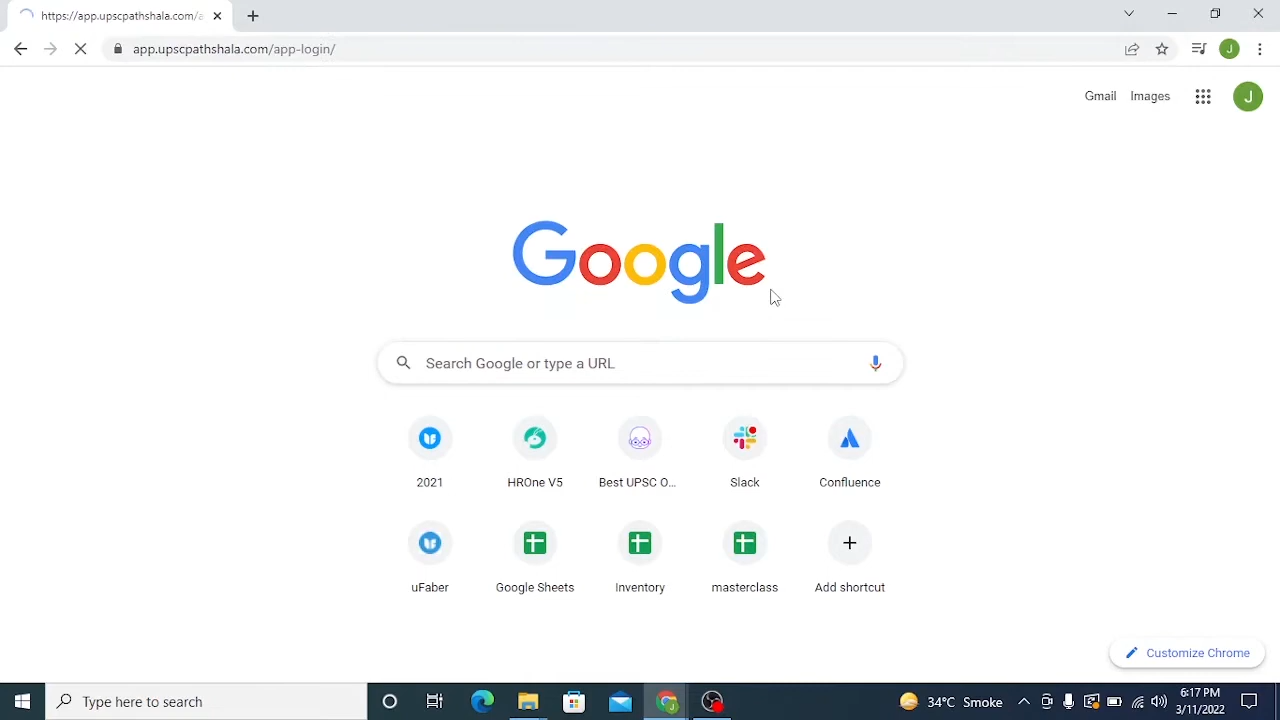 https://app.upscpathshala.com/a
app.upscpathshala.com/app-login/
J
Gmail Images
J
Google
Search Google or type a URL
2021 HROne V5 Best UPSC O... Slack Confluence
uFaber Google Sheets Inventory masterclass Add shortcut
Customize Chrome
Type here to search
34°C Smoke
6:17 PM
3/11/2022